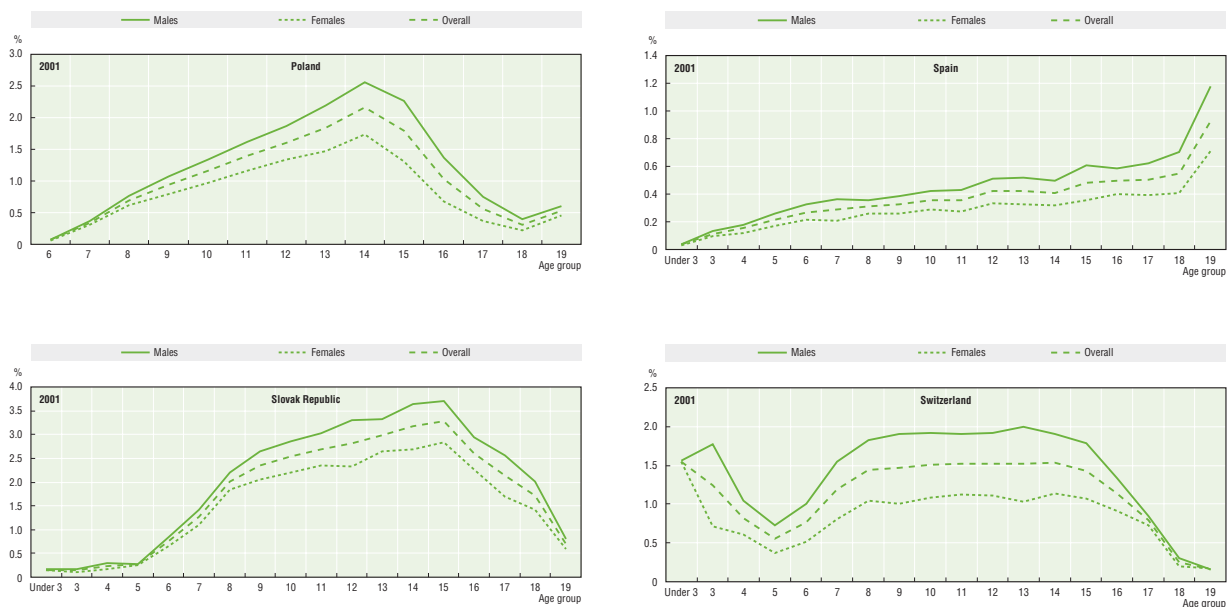 Males Females Overall
%
3.0
2001 Poland
2.5
2.0
1.5
1.0
0.5
0
6 7 8 9 10 11 12 13 14 15 16 17 18 19
Age group
Males Females Overall
%
1.4
2001 Spain
1.2
1.0
0.8
0.6
0.4
0.2
0
Under 3 3 4 5 6 7 8 9 10 11 12 13 14 15 16 17 18 19
Age group
Males Females Overall
%
4.0
2001 Slovak Republic
3.5
3.0
2.5
2.0
1.5
1.0
0.5
0
Under 3 3 4 5 6 7 8 9 10 11 12 13 14 15 16 17 18 19
Age group
Males Females Overall
%
2.5
2001 Switzerland
2.0
1.5
1.0
0.5
0
Under 3 3 4 5 6 7 8 9 10 11 12 13 14 15 16 17 18 19
Age group